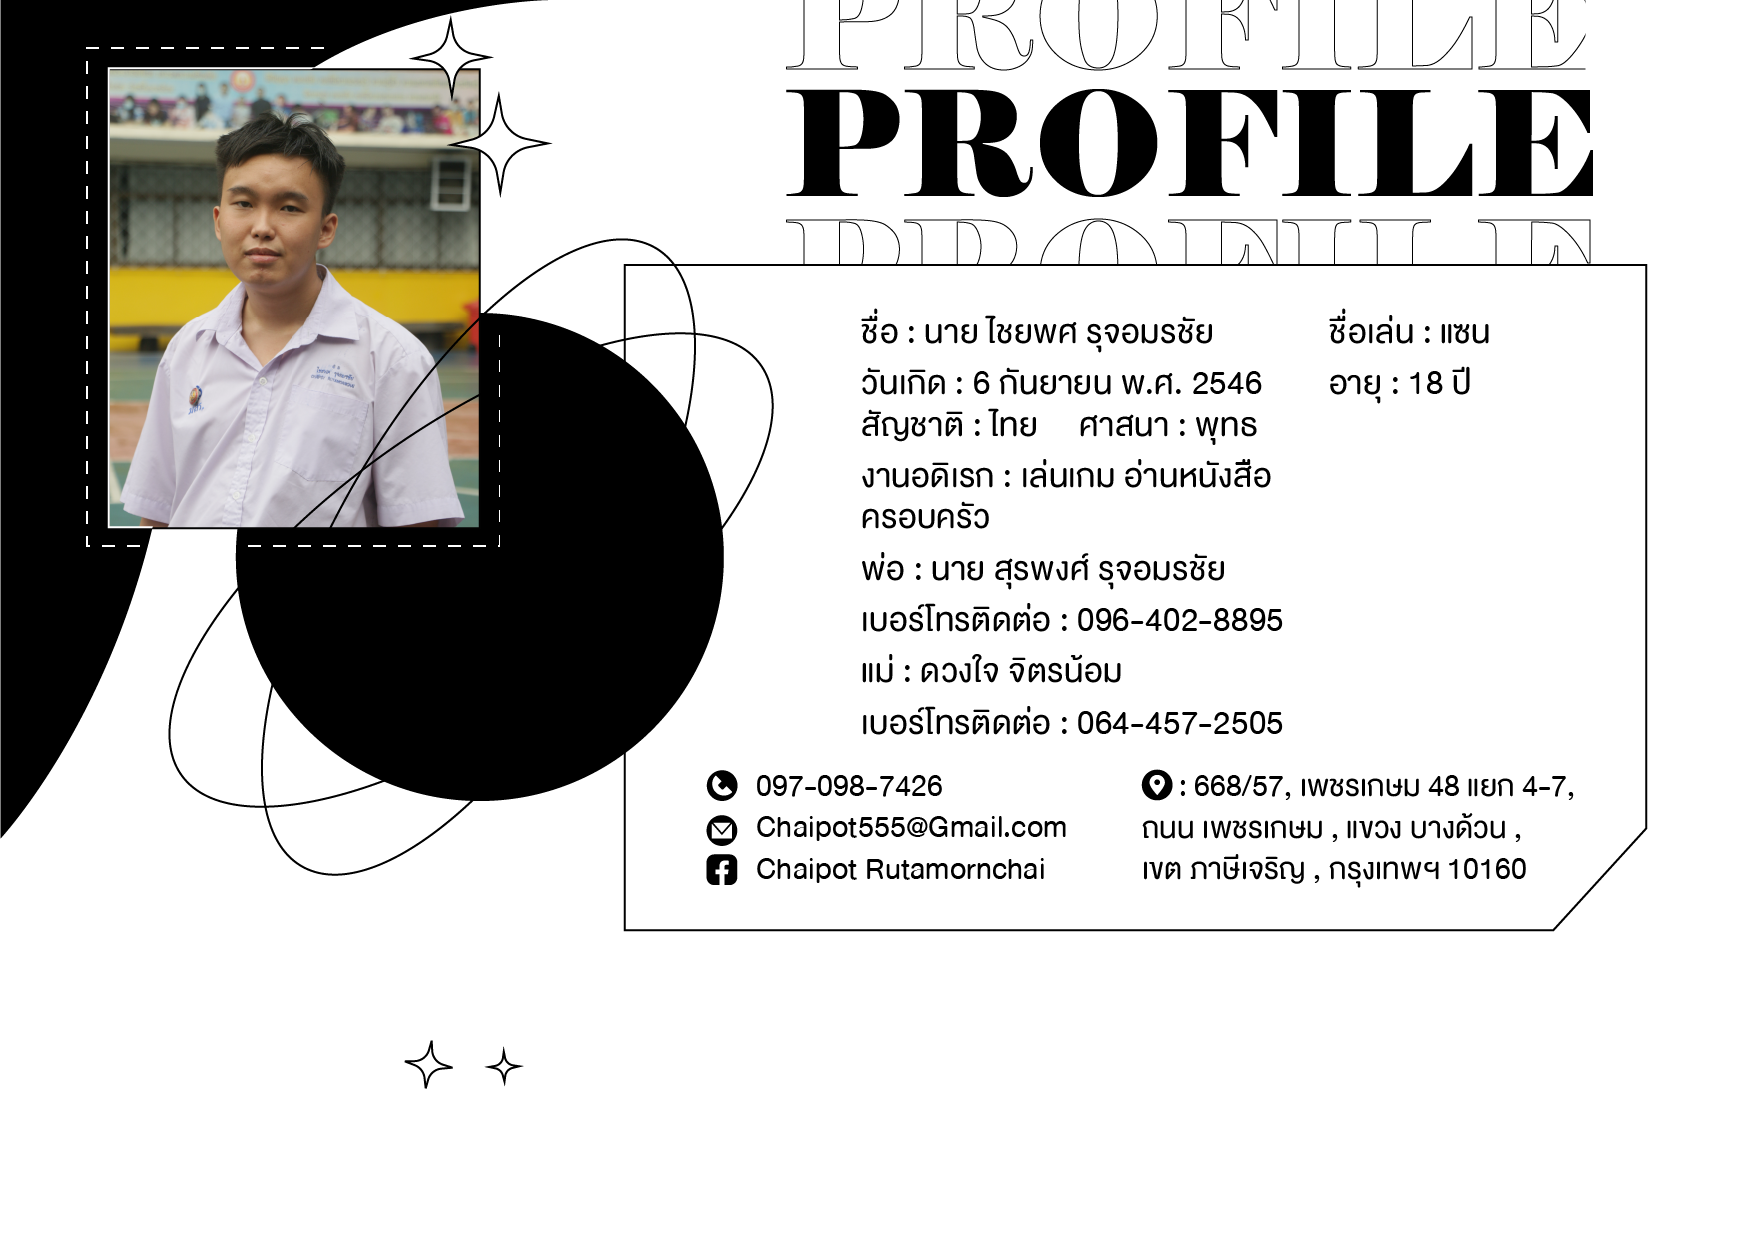 PROFILE
PROFILE
PROFILE
ชื่อ : นาย ไชยพศ รุจอมรชัย ชื่อเล่น : แซน
วันเกิด : 6 กันยายน พ.ศ. 2546 อายุ : 18 ปี
สัญชาติ : ไทย ศาสนา : พุทธ
งานอดิเรก : เล่นเกม อ่านหนังสือ
ครอบครัว
พ่อ : นาย สุรพงศ์ รุจอมรชัย
เบอร์โทรติดต่อ : 096-402-8895
แม่ : ดวงใจ จิตรน้อม
เบอร์โทรติดต่อ : 064-457-2505
097-098-7426
Chaipot555@Gmail.com
Chaipot Rutamornchai
: 668/57, เพชรเกษม 48 แยก 4-7,
ถนน เพชรเกษม , แขวง บางด้วน ,
เขต ภาษีเจริญ , กรุงเทพฯ 10160